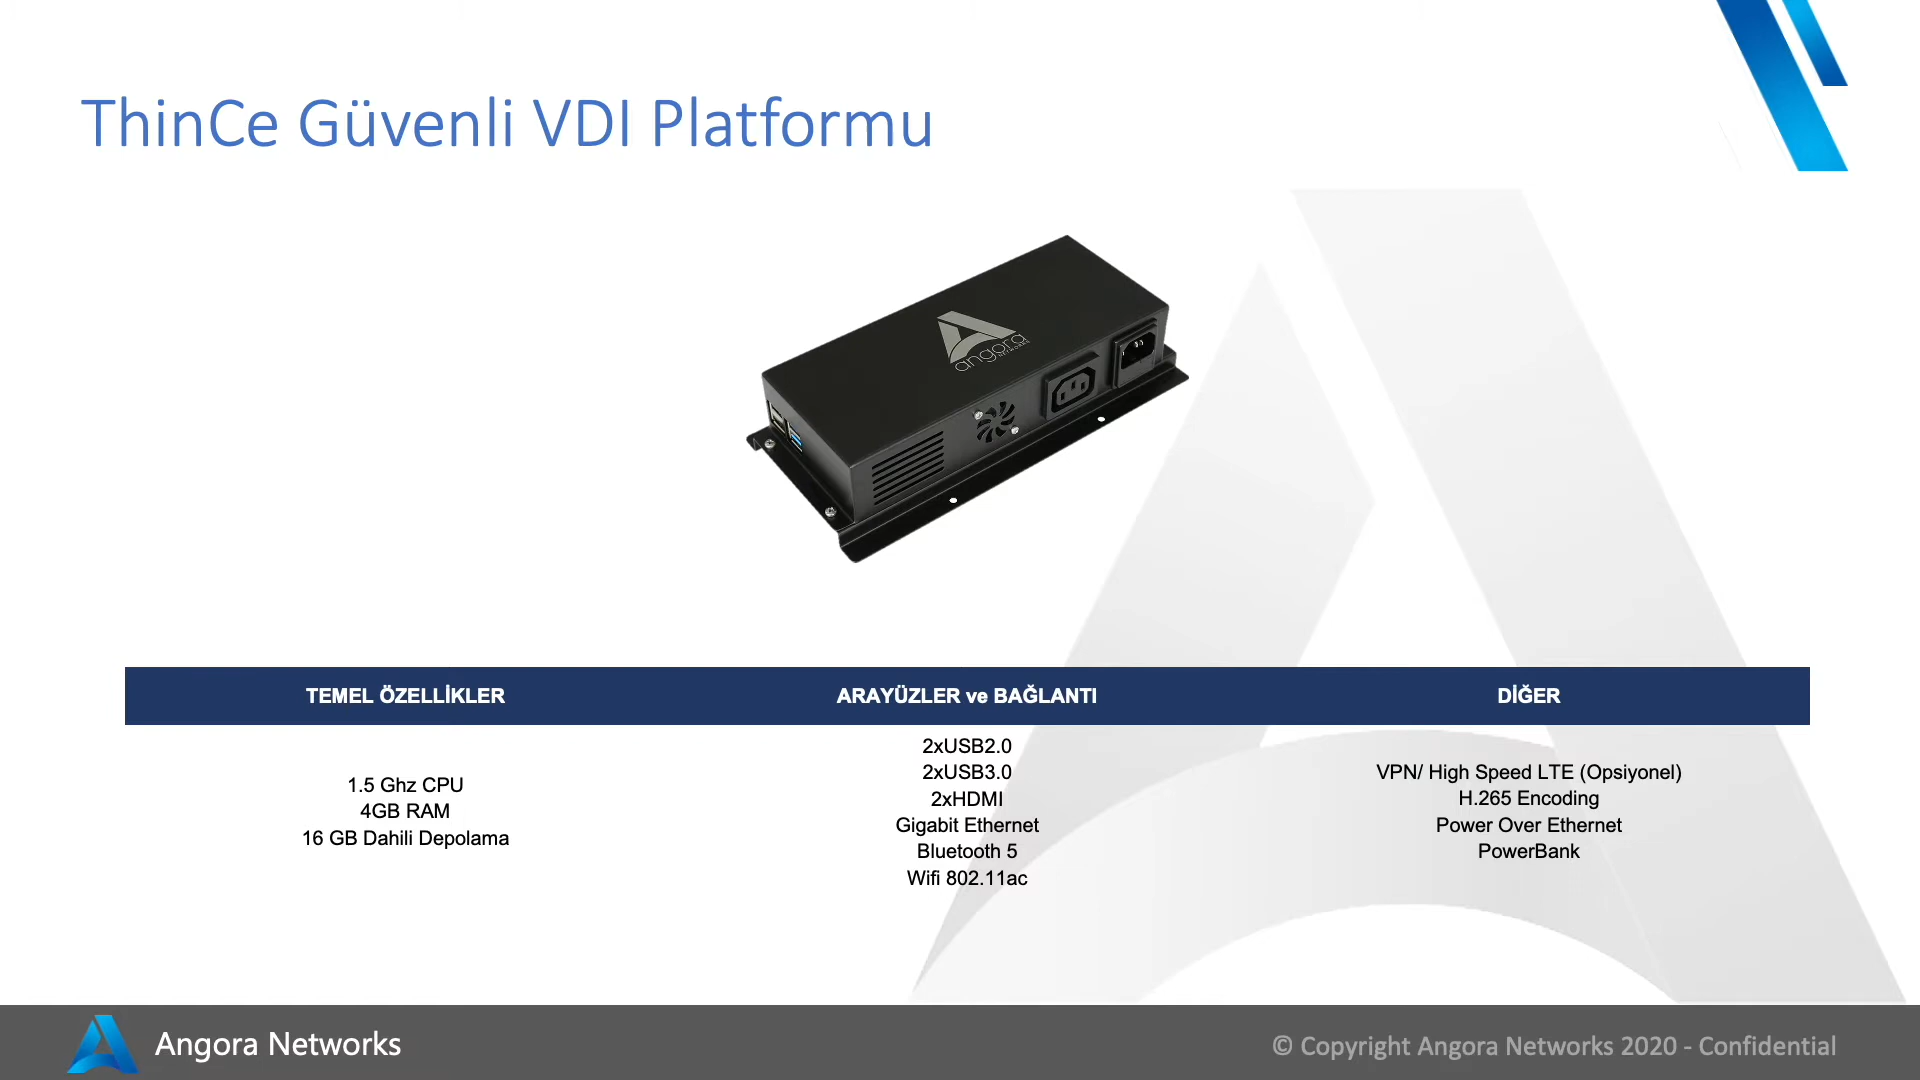 ThinCe Güvenli VDI Platformu
angora
NETWORKS
TEMEL ÖZELLİKLER
ARAYÜZLER ve BAĞLANTI
DİĞER
1.5 Ghz CPU
4GB RAM
16 GB Dahili Depolama
2xUSB2.0
2xUSB3.0
2xHDMI
Gigabit Ethernet
Bluetooth 5
Wifi 802.11ac
VPN/ High Speed LTE (Opsiyonel)
H.265 Encoding
Power Over Ethernet
PowerBank
Angora Networks
© Copyright Angora Networks 2020 - Confidential